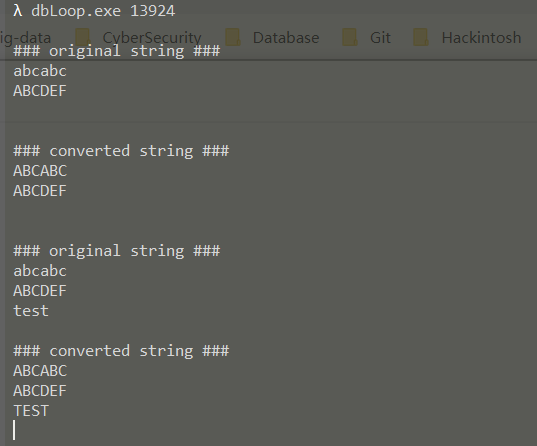 λ dbLoop.exe 13924
ig-data CyberSecurity Database Git Hackintosh
### original string ###
abcabc
ABCDEF
### converted string ###
ABCABC
ABCDEF
### original string ###
abcabc
ABCDEF
test
### converted string ###
ABCABC
ABCDEF
TEST